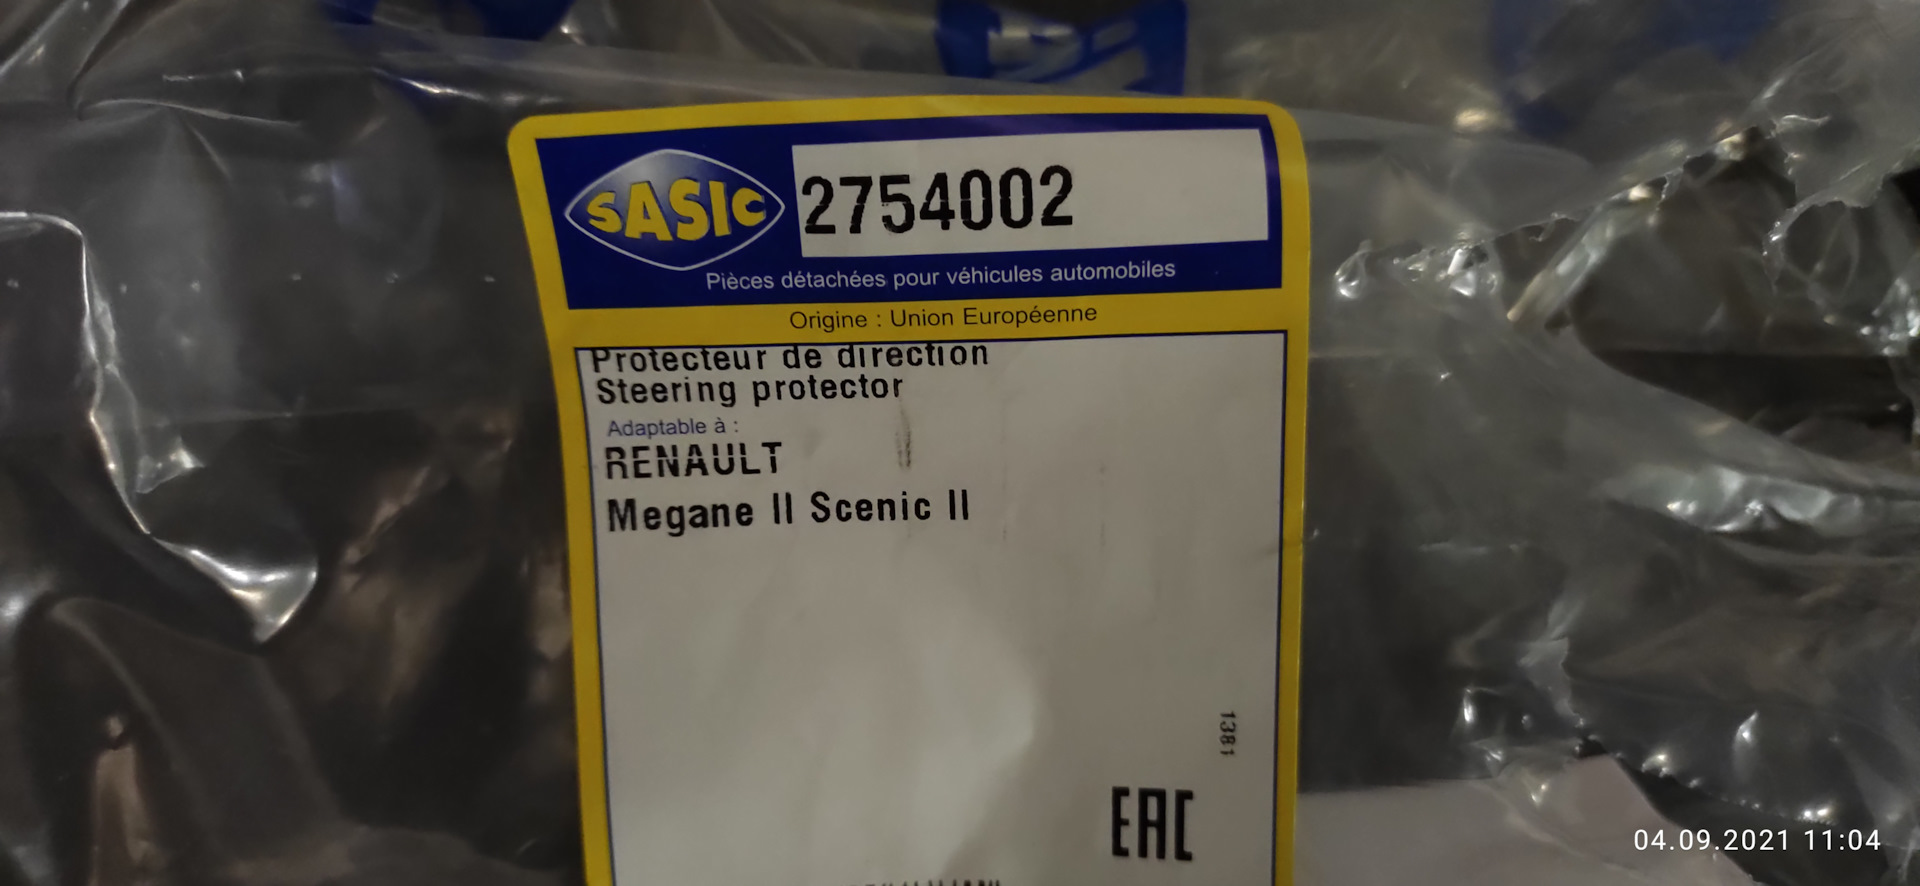 SASIC
2754002
Pièces détachées pour véhicules automobiles
Origine : Union Européenne
Protecteur de direction
Steering protector
Adaptable à :
RENAULT
Megane II Scenic II
1381
EAC
04.09.2021 11:04